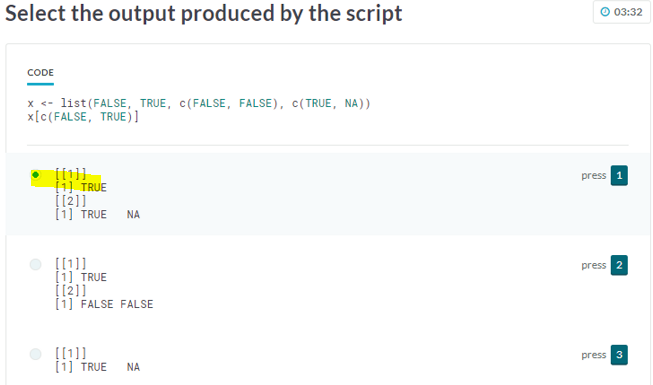 Select the output produced by the script
03:32
CODE
x <- list(FALSE, TRUE, c(FALSE, FALSE), c(TRUE, NA))
x[c(FALSE, TRUE)]
[[1]]
press 1
[1] TRUE
[[2]]
[1] TRUE   NA
[[1]]
press 2
[1] TRUE
[[2]]
[1] FALSE FALSE
[[1]]
press 3
[1] TRUE   NA